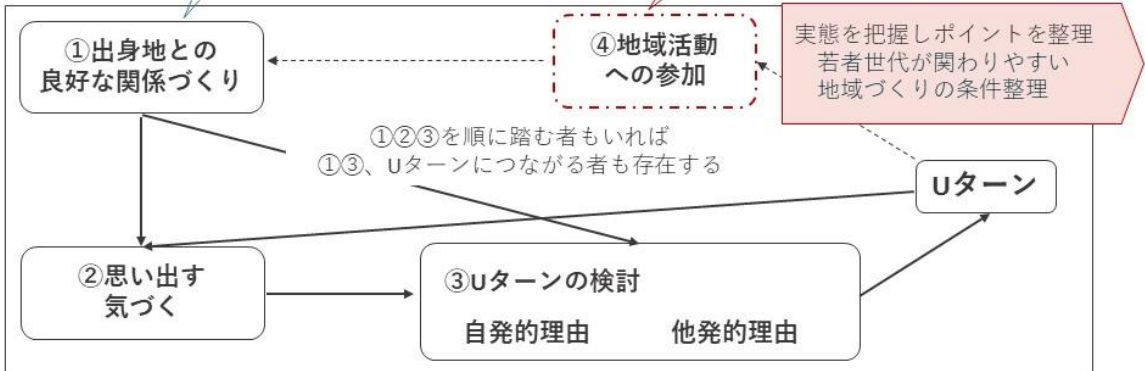 ①出身地との
良好な関係づくり
④地域活動
への参加
実態を把握しポイントを整理
若者世代が関わりやすい
地域づくりの条件整理
①②③を順に踏む者もいれば
①③、Uターンにつながる者も存在する
Uターン
②思い出す
気づく
③Uターンの検討
自発的理由 他発的理由